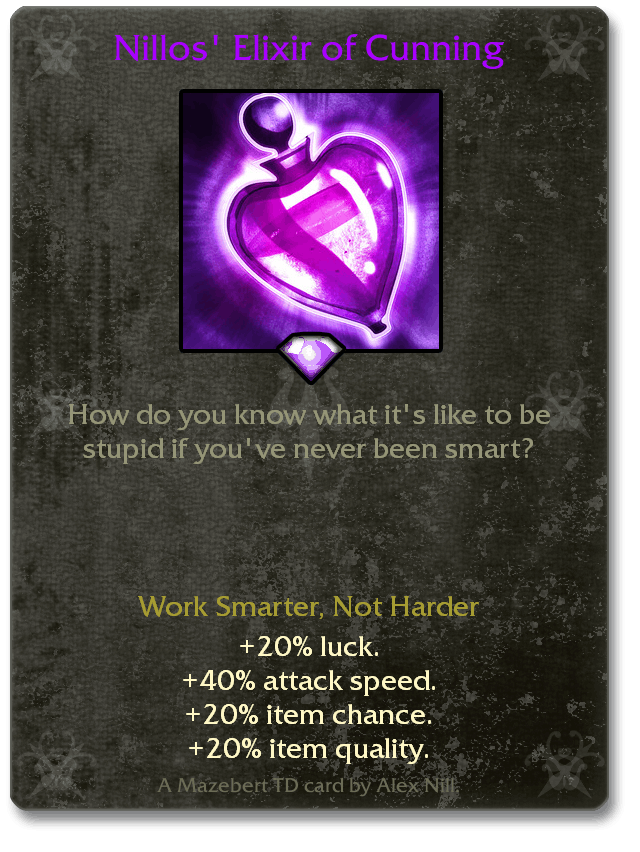 Nillos' Elixir of Cunning
How do you know what it's like to be
stupid if you've never been smart?
Work Smarter, Not Harder
+20% luck.
+40% attack speed.
+20% item chance.
+20% item quality.
A Mazebert TD card by Alex Nill.